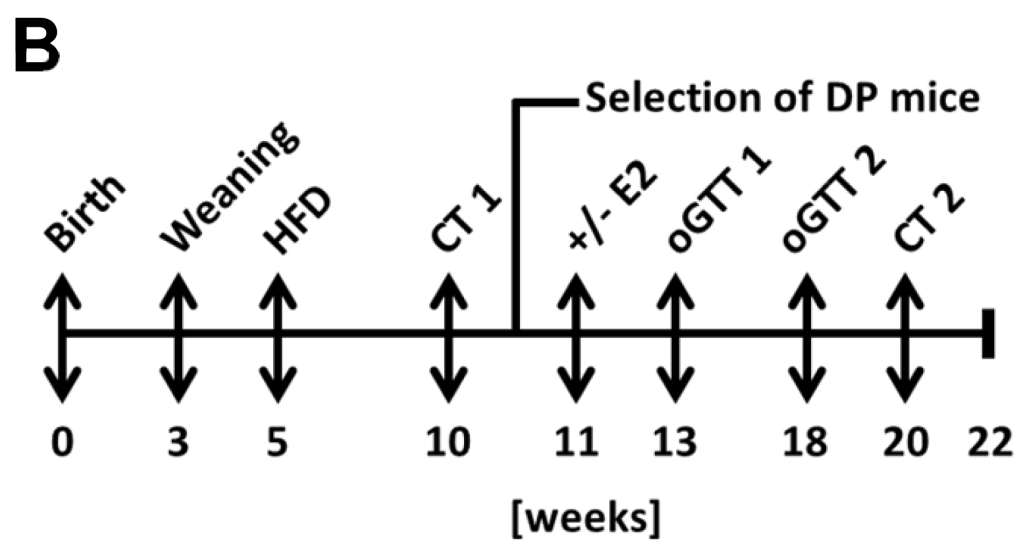 B
Selection of DP mice
Birth
Weaning
HFD
CT 1
+/- E2
oGTT 1
oGTT 2
CT 2
0 3 5 10 11 13 18 20 22
[weeks]